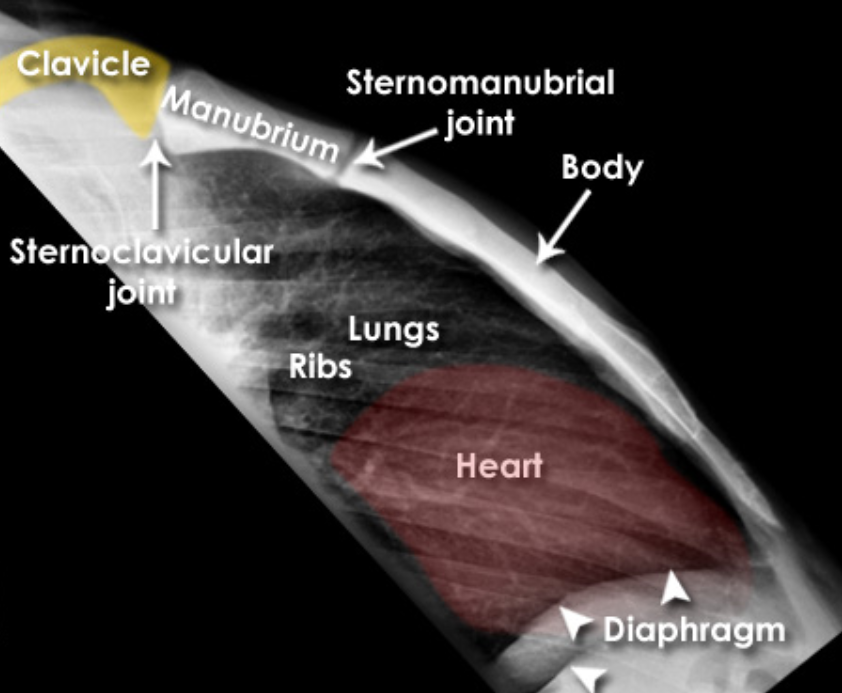 Clavicle
Manubrium
Sternomanubrial
joint
Body
Sternoclavicular
joint
Lungs
Ribs
Heart
Diaphragm